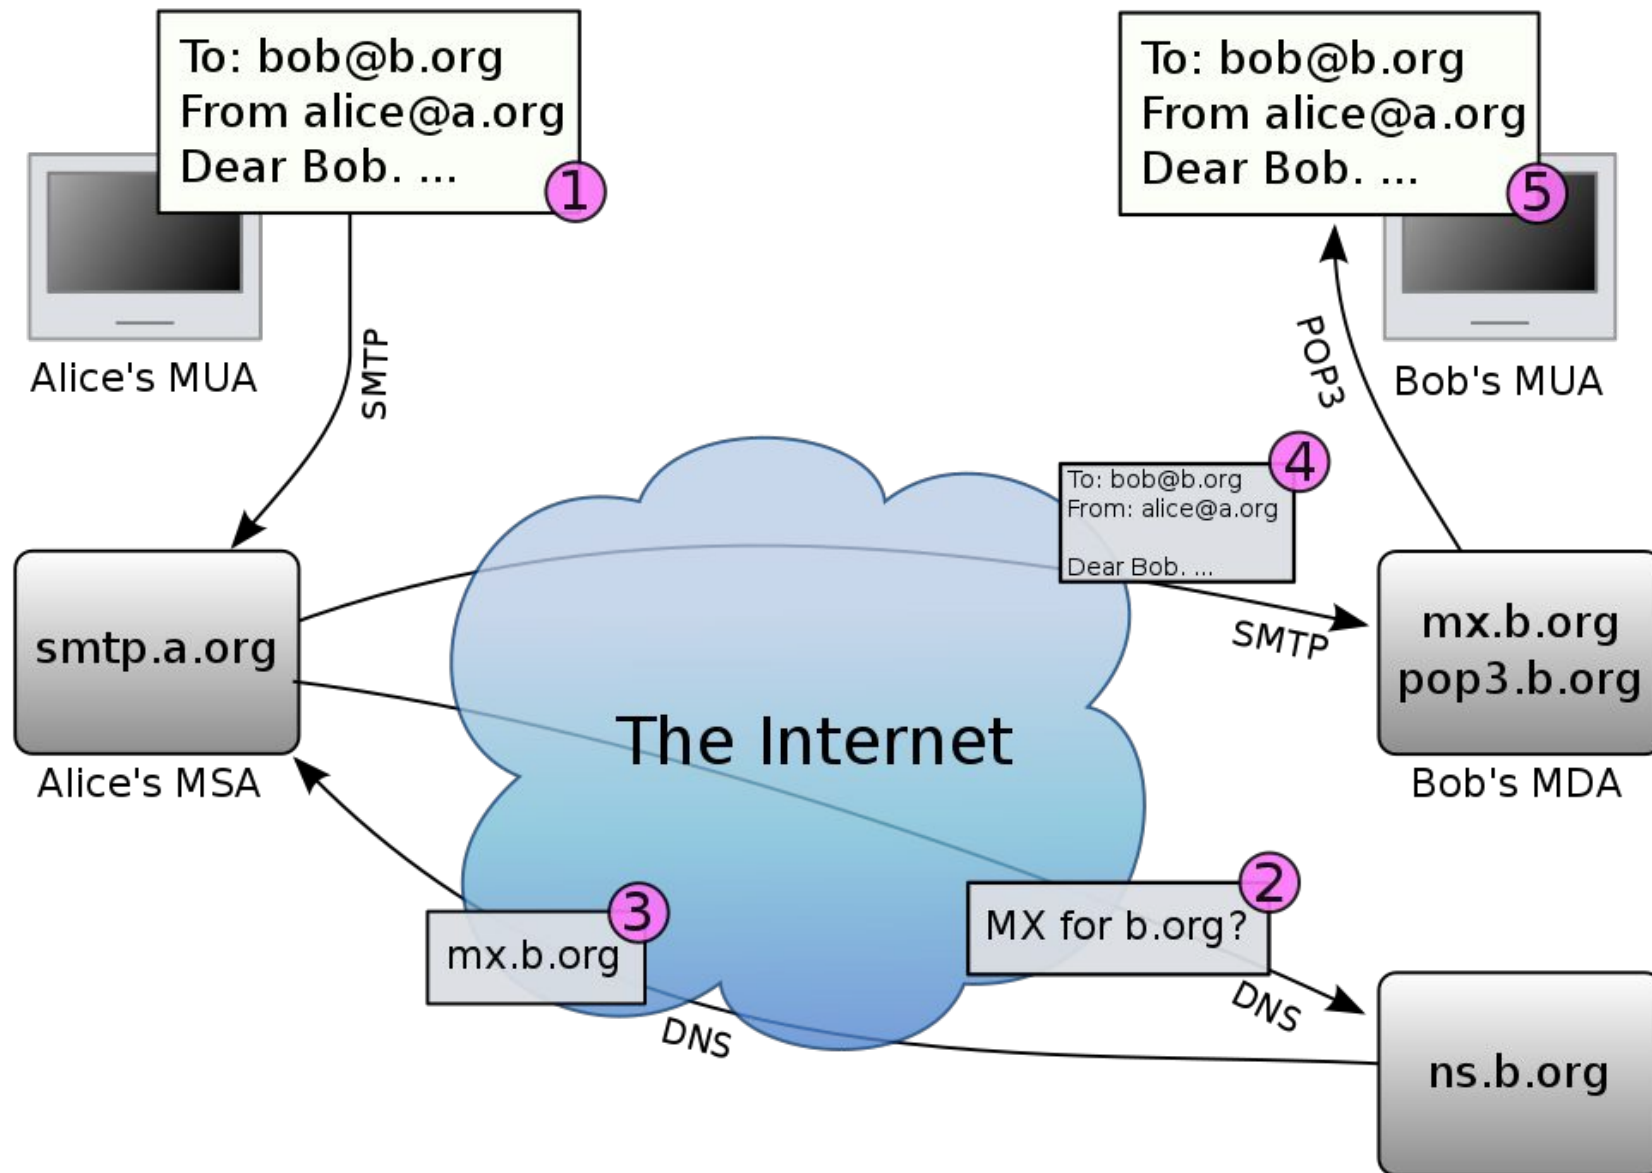 To: bob@b.org
From alice@a.org
Dear Bob. ...
1
To: bob@b.org
From alice@a.org
Dear Bob. ...
5
Alice's MUA
SMTP
POP3
Bob's MUA
4
To: bob@b.org
From: alice@a.org
Dear Bob. ...
smtp.a.org
Alice's MSA
SMTP
mx.b.org
pop3.b.org
Bob's MDA
The Internet
2
MX for b.org?
DNS
3
mx.b.org
DNS
ns.b.org